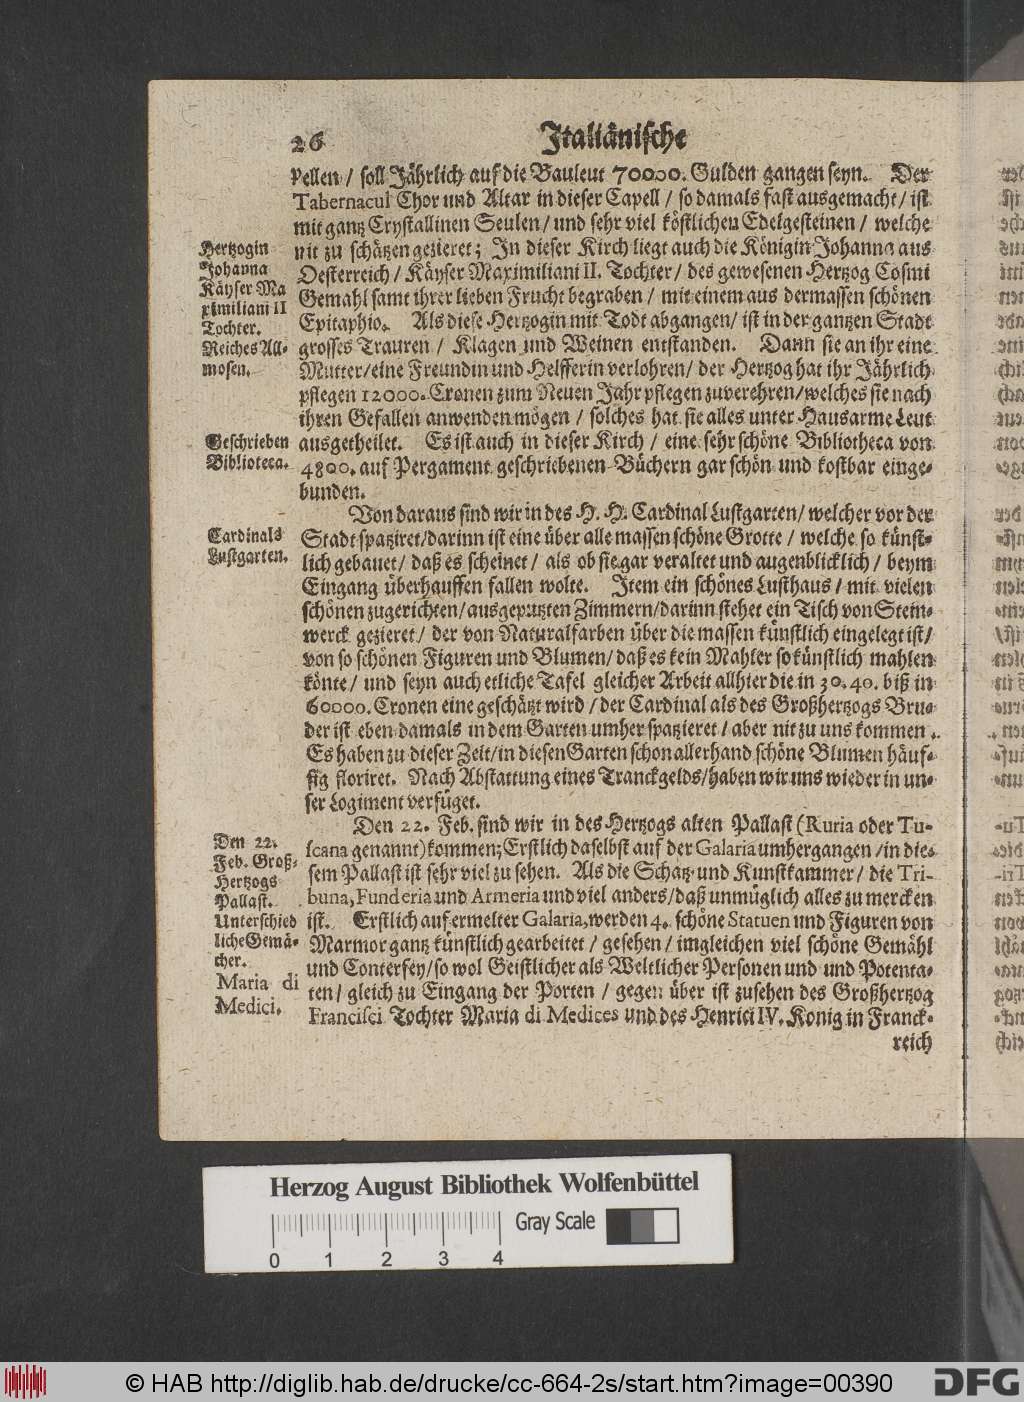 26
Italiänische
pellen / soll Jährlich auf die Bauleut 70000. Gulden gangen seyn. Der
Tabernacul Chor und Altar in dieser Capell / so damals fast ausgemacht / ist
mit gantz Crystallinen Seulen / und sehr viel köstlichen Edelgesteinen / welche
nit zu schätzen gezieret; In dieser Kirch liegt auch die Königin Johanna aus
Oesterreich / Käyser Maximiliani II. Tochter / des gewesenen Hertzog Cosmi
Gemahl samt ihrer lieben Frucht begraben / mit einem aus dermassen schönen
Epitaphio. Als diese Hertzogin mit Todt abgangen / ist in der gantzen Stadt
grosses Trauren / Klagen und Weinen entstanden. Dann sie an ihr eine
Mutter / eine Freundin und Helfferin verlohren / der Hertzog hat ihr Jährlich
pflegen 12000. Cronen zum Neuen Jahr pflegen zuverehren / welches sie nach
ihren Gefallen anwenden mögen / solches hat sie alles unter Hausarme Leut
ausgetheilet. Es ist auch in dieser Kirch / eine sehr schöne Bibliotheca von
4800. auf Pergament geschriebenen Büchern gar schön und kostbar einge-
bunden.
Von daraus sind wir in des H. H. Cardinal Lustgarten / welcher vor der
Stadt spatziret / darinn ist eine über alle massen schöne Grotte / welche so künst-
lich gebauet / daß es scheinet / als ob sie gar veraltet und augenblicklich / beym
Eingang überhauffen fallen wolte. Item ein schönes Lusthaus / mit vielen
schönen zugerichten / ausgeputzten Zimmern / darinn stehet ein Tisch von Stein-
werck gezieret / der von Naturalfarben über die massen künstlich eingelegt ist /
von so schönen Figuren und Blumen / daß es kein Mahler so künstlich mahlen
könte / und seyn auch etliche Tafel gleicher Arbeit allhier die in 30. 40. biß in
60000. Cronen eine geschätzt wird / der Cardinal als des Großhertzogs Bru-
der ist eben damals in dem Garten umher spatzieret / aber nit zu uns kommen.
Es haben zu dieser Zeit / in diesen Garten schon allerhand schöne Blumen häuf-
fig floriret. Nach Abstattung eines Tranckgelds / haben wir uns wieder in un-
ser Logiment verfüget.
Den 22. Feb. sind wir in des Hertzogs alten Pallast (Ruria oder Tu-
scana genannt) kommen; Erstlich daselbst auf der Galaria umhergangen / in die-
sem Pallast ist sehr viel zu sehen. Als die Schatz- und Kunstkammer / die Tri-
buna, Funderia und Armeria und viel anders / daß unmüglich alles zu mercken
ist. Erstlich auf ermelter Galaria, werden 4. schöne Statuen und Figuren von
Marmor gantz künstlich gearbeitet / gesehen / imgleichen viel schöne Gemähl
und Conterfey / so wol Geistlicher als Weltlicher Personen und und Potenta-
ten / gleich zu Eingang der Porten / gegen über ist zusehen des Großhertzog
Francisci Tochter Maria di Medices und des Henrici IV. Konig in Franck-
reich
Hertzogin
Johanna
Käyser Ma
ximiliani II
Tochter.
Reiches All-
mosen.
Geschrieben
Biblioteca.
Cardinals
Lustgarten.
Den 22.
Feb. Groß-
Hertzogs
Pallast.
Unterschied
liche Gemä-
cher.
Maria di
Medici.
Herzog August Bibliothek Wolfenbüttel
Gray Scale
0 1 2 3 4
© HAB http://diglib.hab.de/drucke/cc-664-2s/start.htm?image=00390
DFG